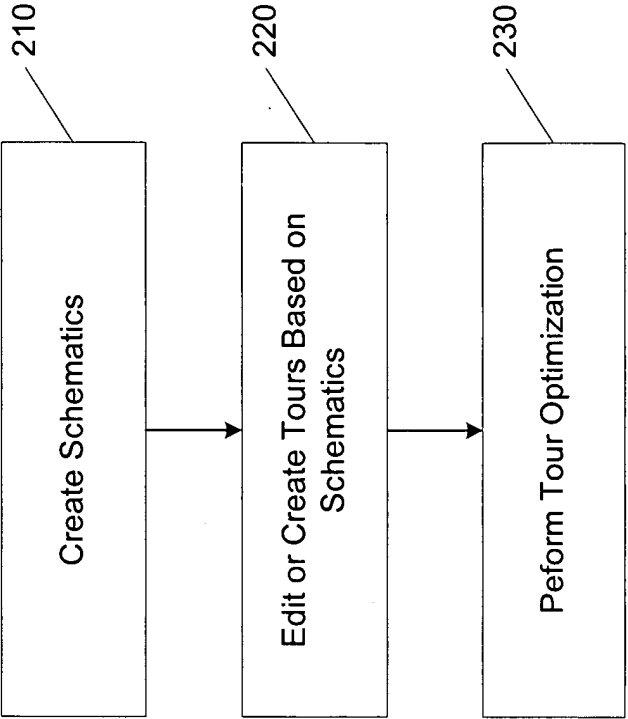 210
Create Schematics
220
Edit or Create Tours Based on
Schematics
230
Peform Tour Optimization